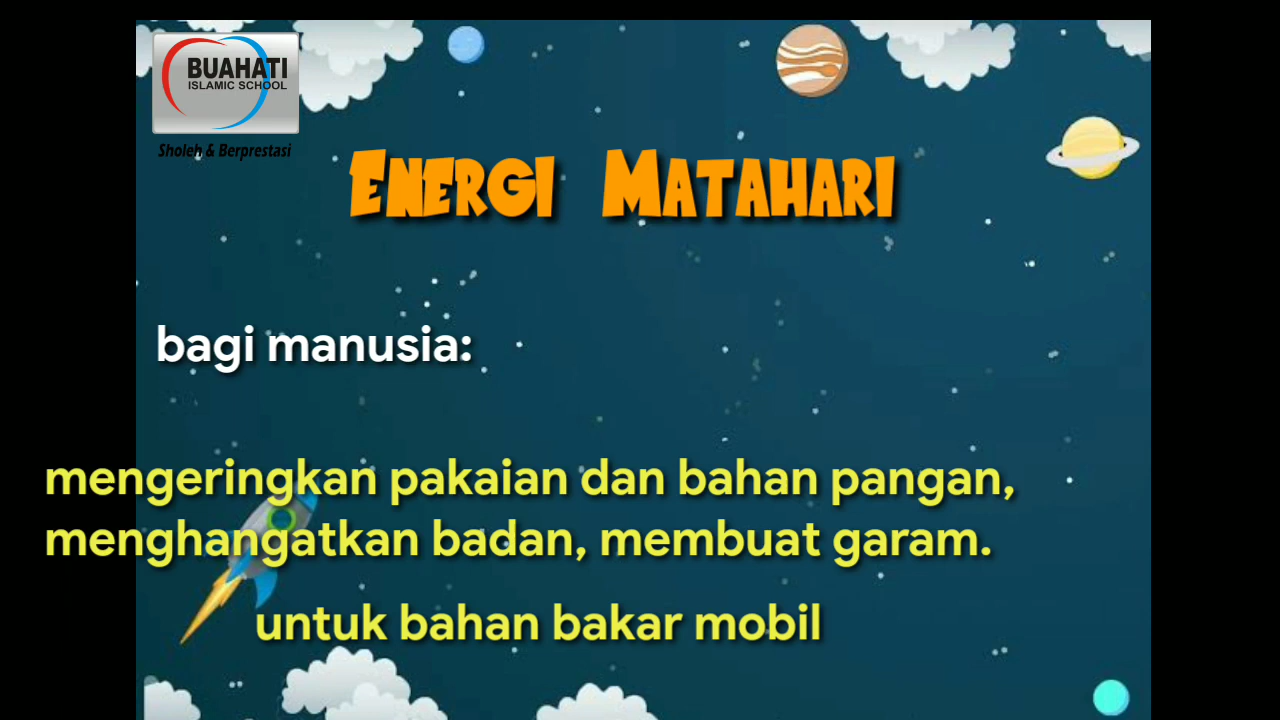 BUAHATI
ISLAMIC SCHOOL
Sholeh & Berprestasi
ENERGI MATAHARI
bagi manusia:
mengeringkan pakaian dan bahan pangan,
menghangatkan badan, membuat garam.
untuk bahan bakar mobil